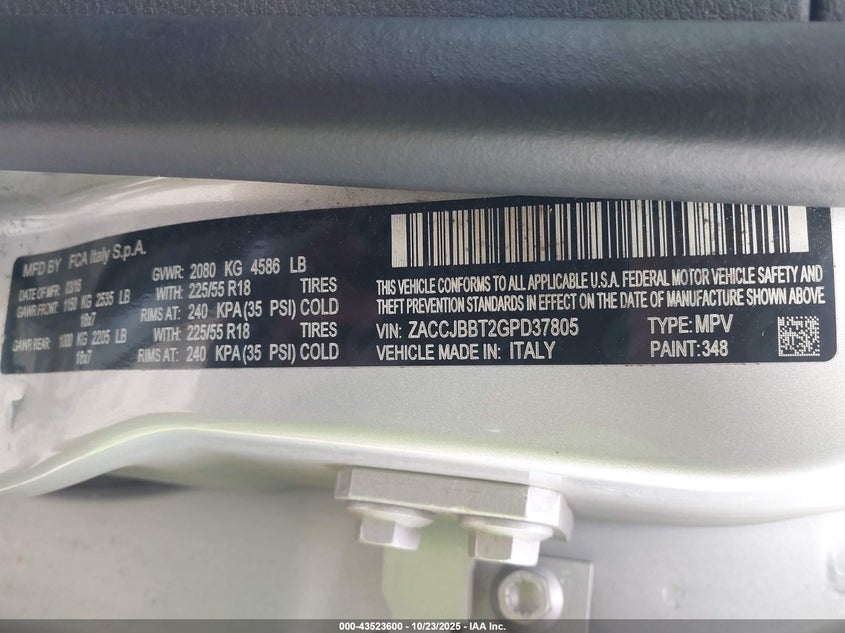 MFD BY FCA Italy S.p.A.
DATE OF MFR 03/16 GVWR: 2080 KG 4586 LB
GAWR FRONT: 1150 KG 2535 LB WITH: 225/55 R18 TIRES
18x7 RIMS AT: 240 KPA(35 PSI) COLD
GAWR REAR: 1000 KG 2205 LB WITH: 225/55 R18 TIRES
18x7 RIMS AT: 240 KPA(35 PSI) COLD
THIS VEHICLE CONFORMS TO ALL APPLICABLE U.S.A. FEDERAL MOTOR VEHICLE SAFETY AND
THEFT PREVENTION STANDARDS IN EFFECT ON THE DATE OF MANUFACTURE SHOWN ABOVE
VIN: ZACCJBBT2GPD37805 TYPE: MPV
VEHICLE MADE IN: ITALY PAINT:348
000-43523600 - 10/23/2025 - IAA Inc.